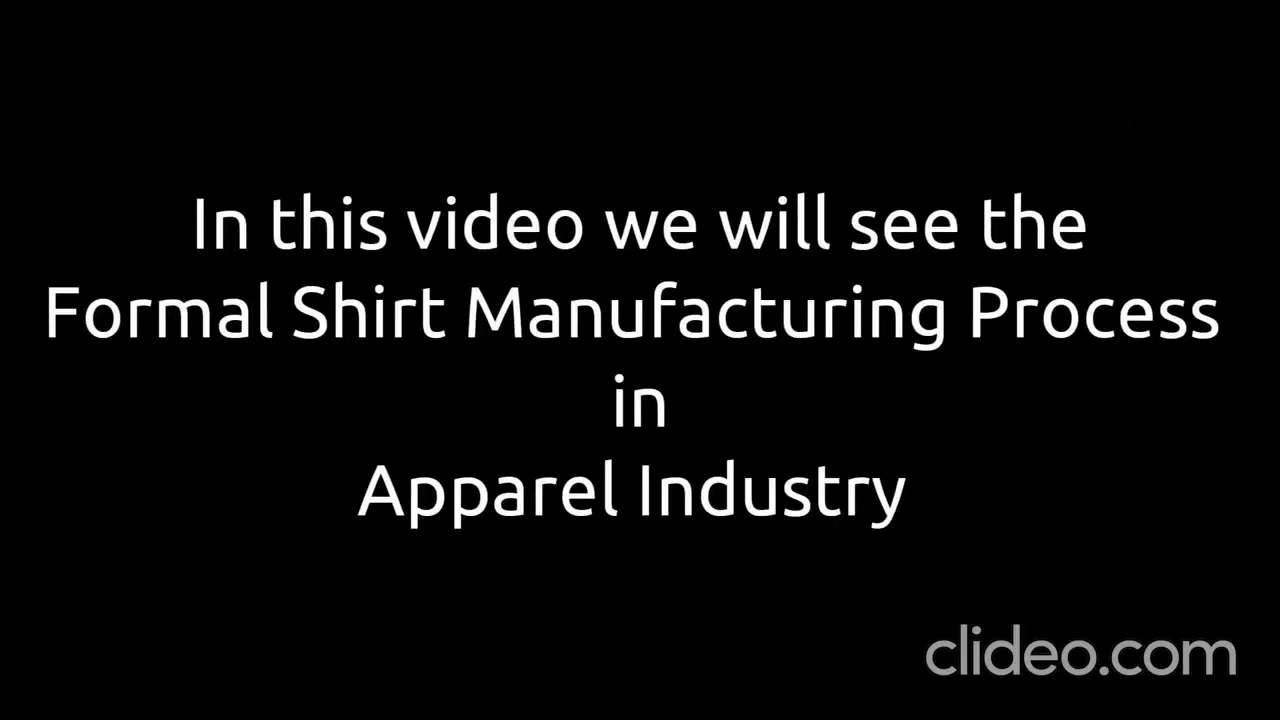 In this video we will see the
Formal Shirt Manufacturing Process
in
Apparel Industry
clideo.com